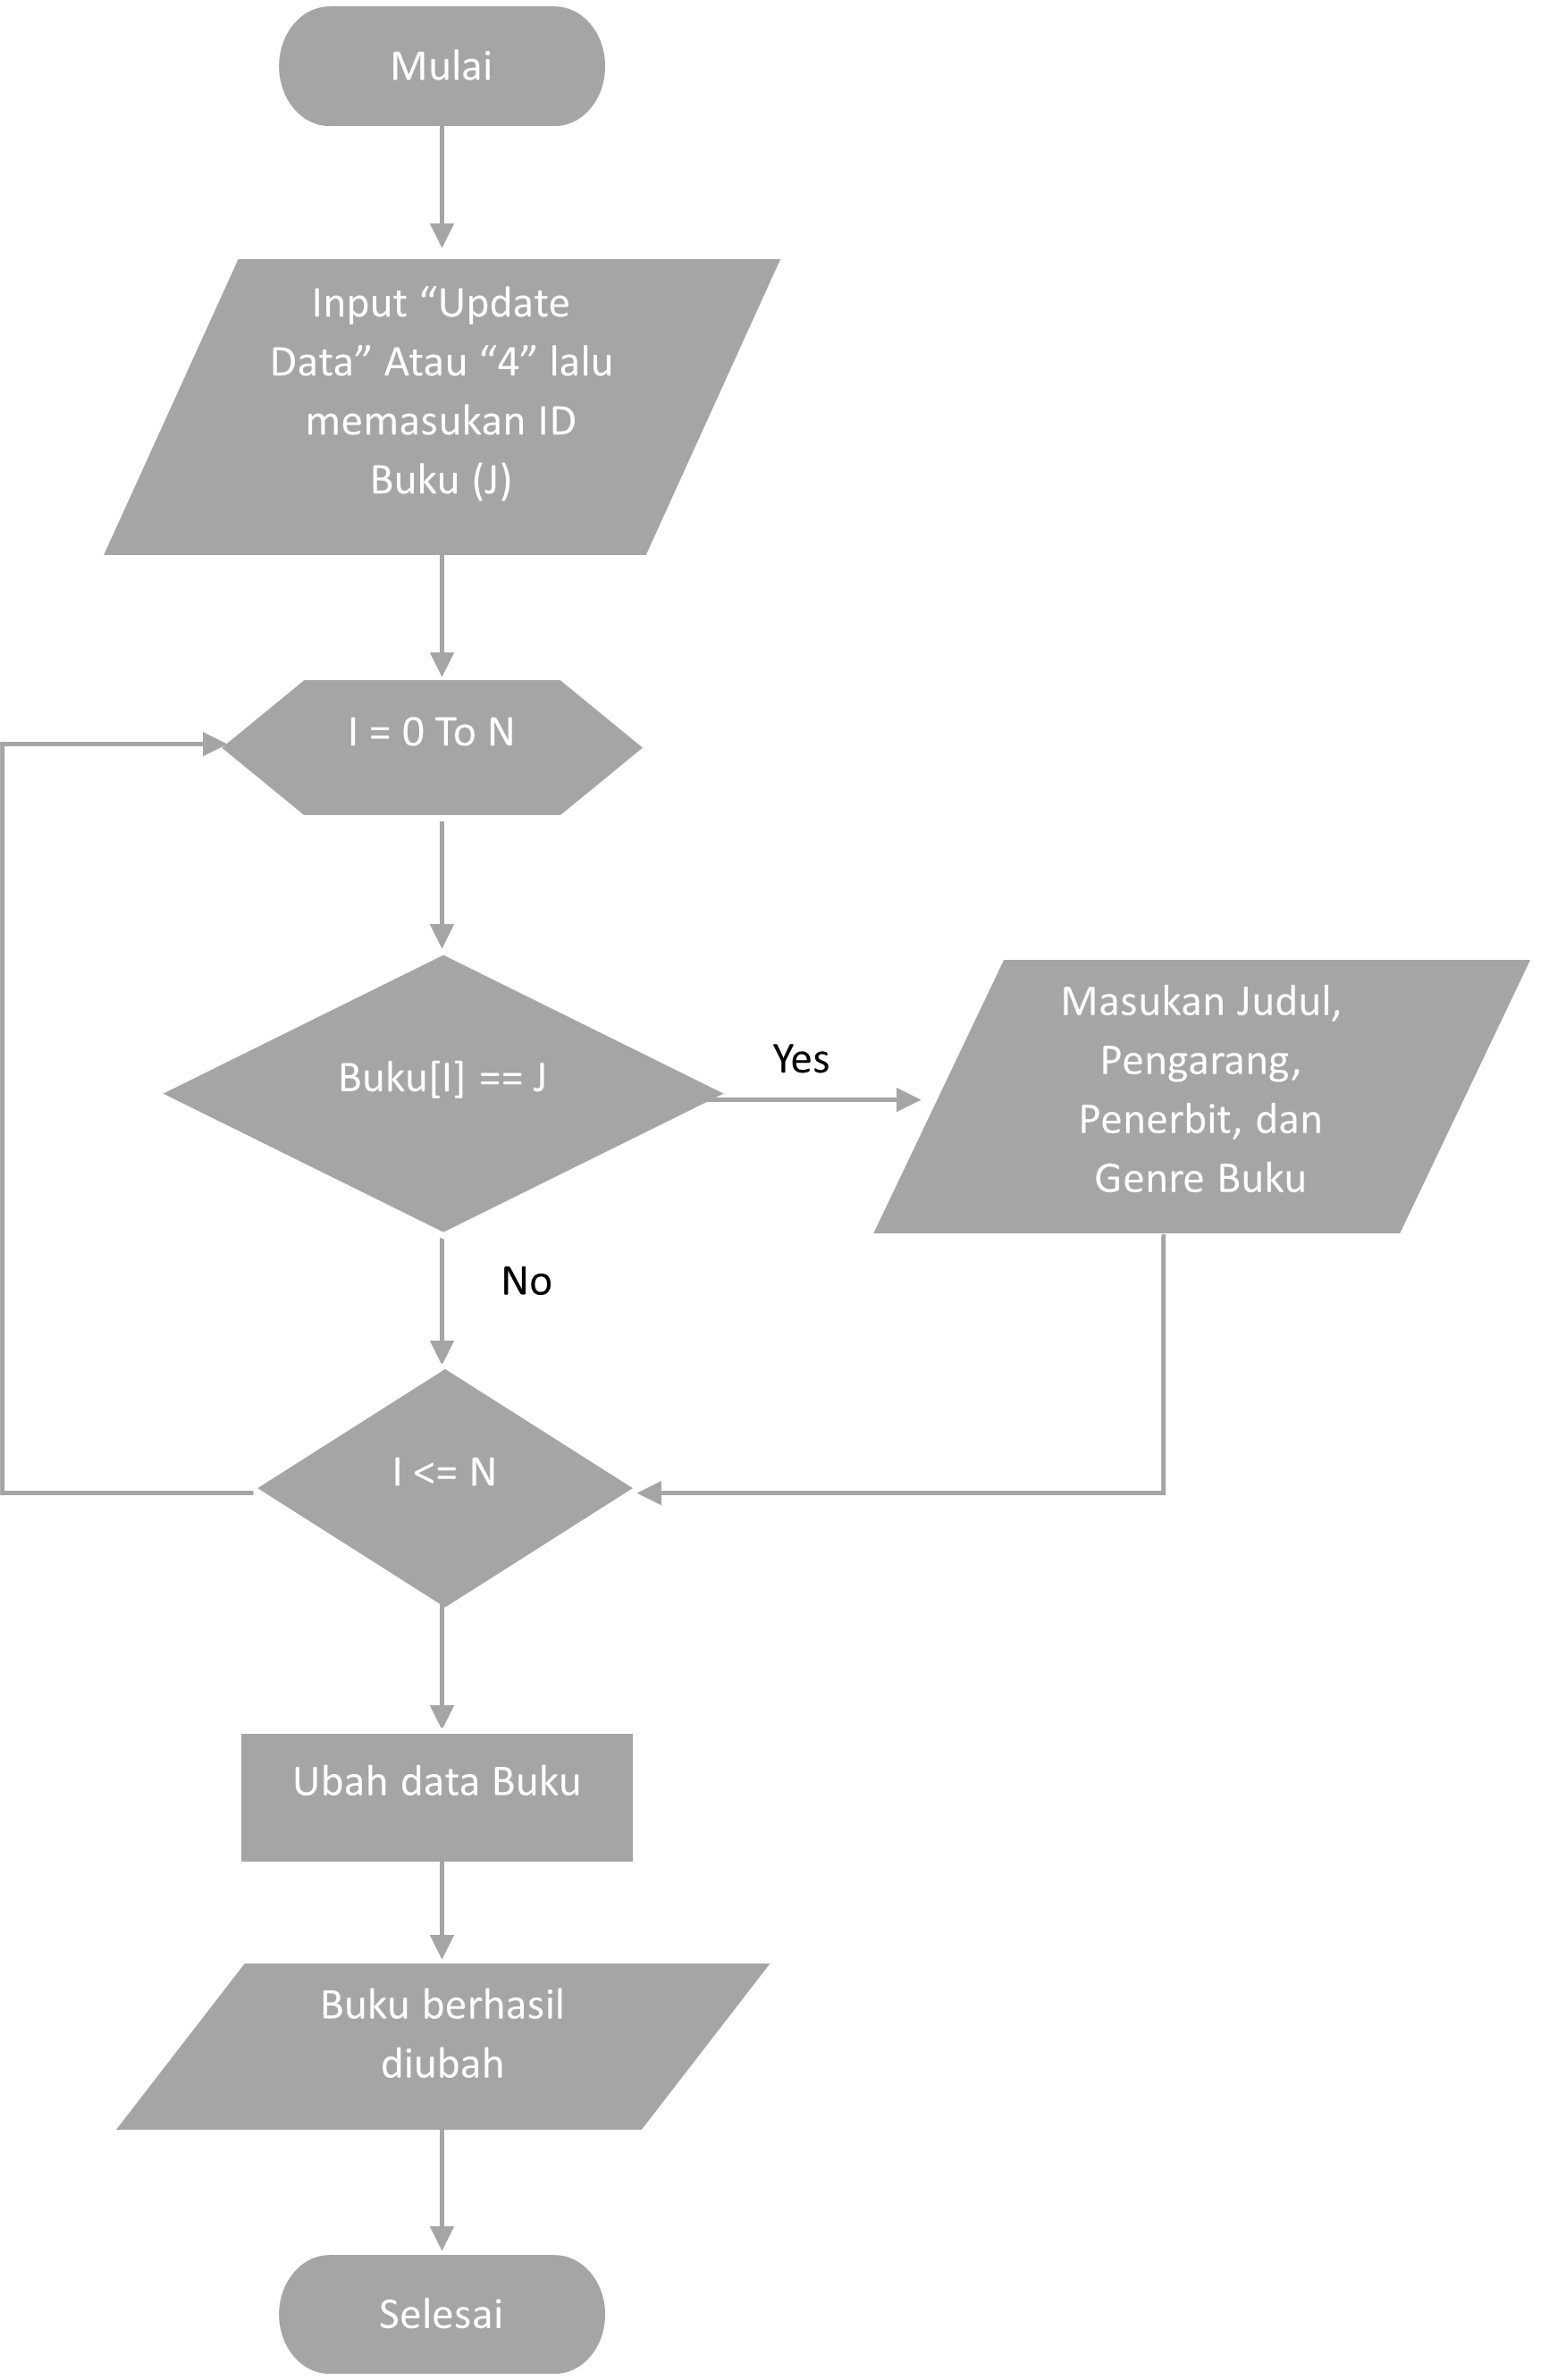 Mulai
Input “Update
Data” Atau “4” lalu
memasukan ID
Buku (J)
I = 0 To N
Buku[I] == J
Yes
Masukan Judul,
Pengarang,
Penerbit, dan
Genre Buku
No
I <= N
Ubah data Buku
Buku berhasil
diubah
Selesai